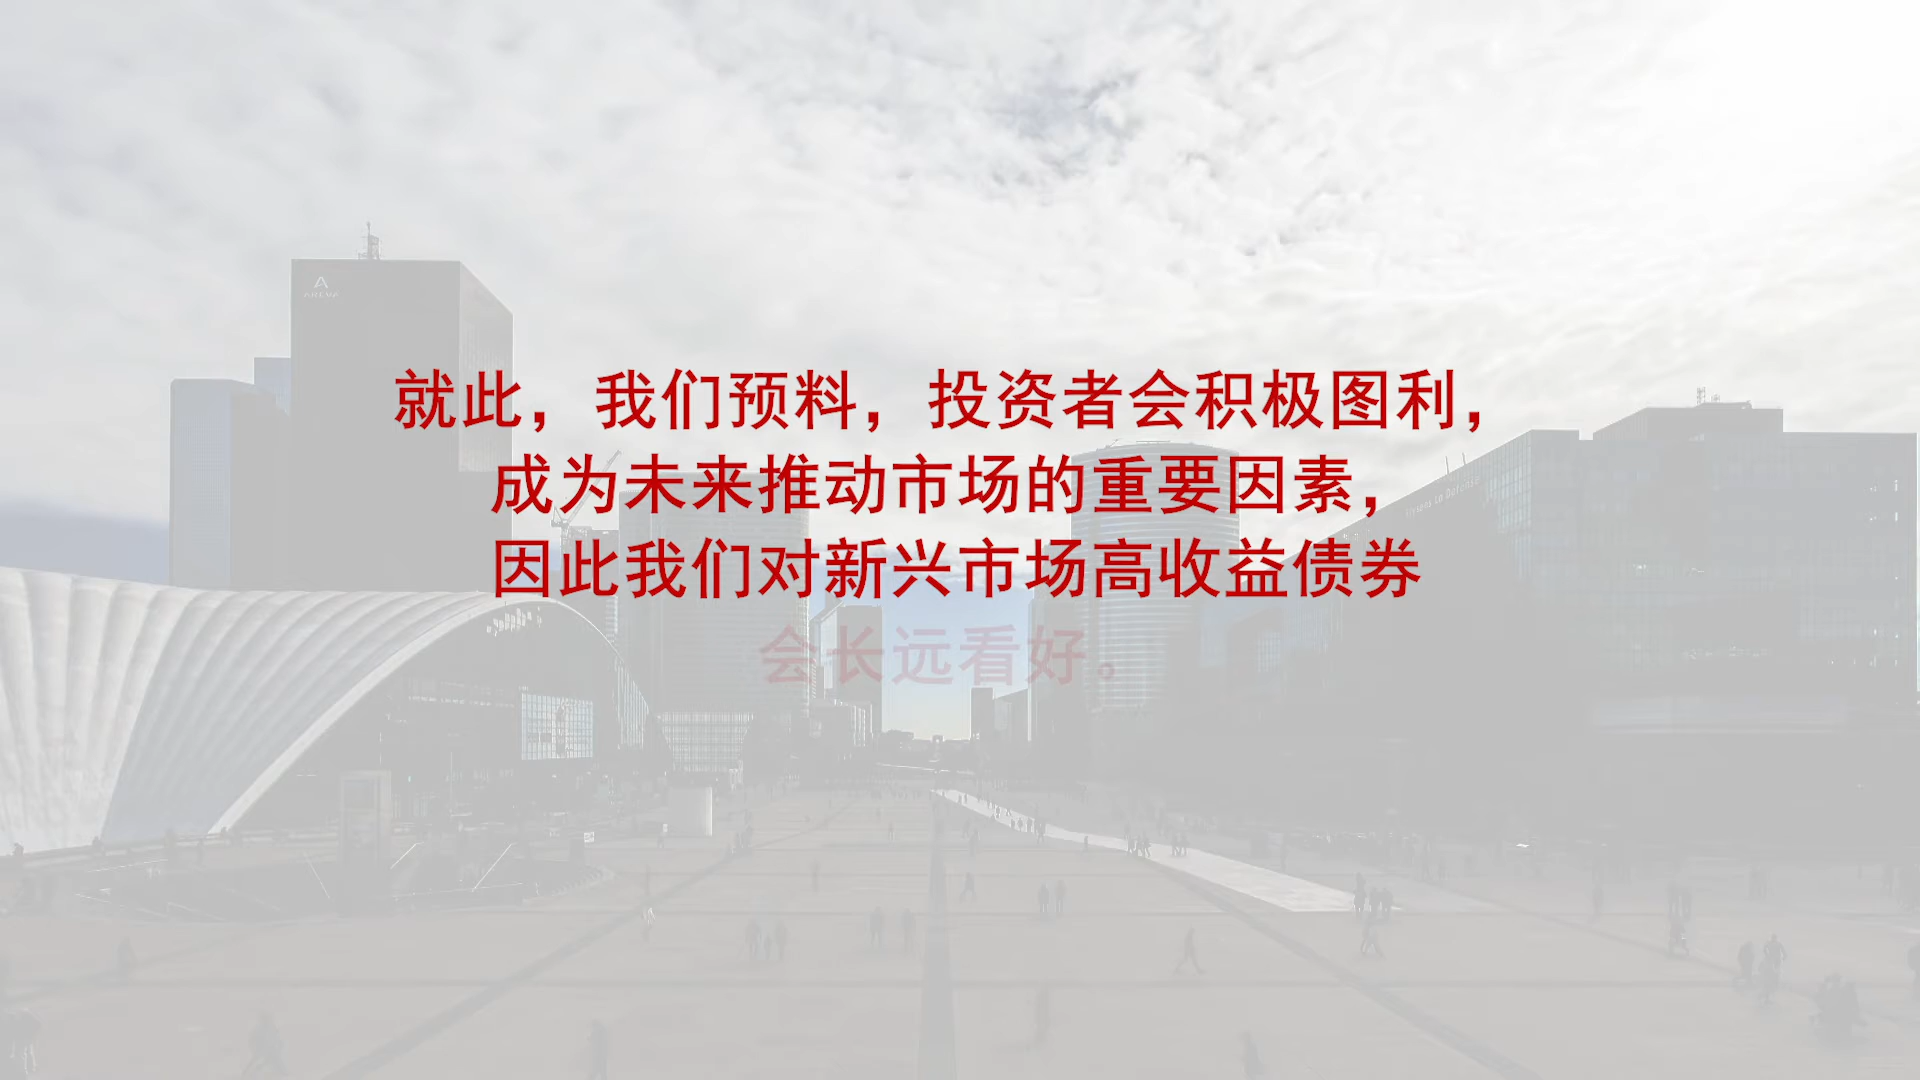 AREVA
就此，我们预料，投资者会积极图利，
成为未来推动市场的重要因素，
因此我们对新兴市场高收益债券
会长远看好。